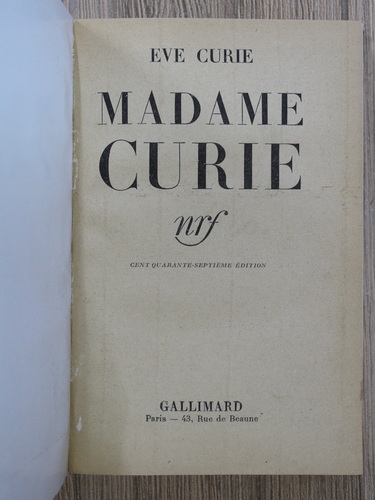 EVE CURIE
MADAME
CURIE
nrf
CENT QUARANTE-SEPTIÈME ÉDITION
GALLIMARD
Paris — 43, Rue de Beaune